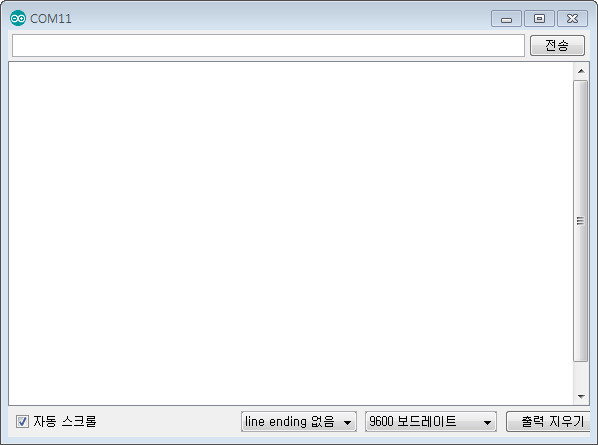 COM11
전송
자동 스크롤
line ending 없음
9600 보드레이트
출력 지우기